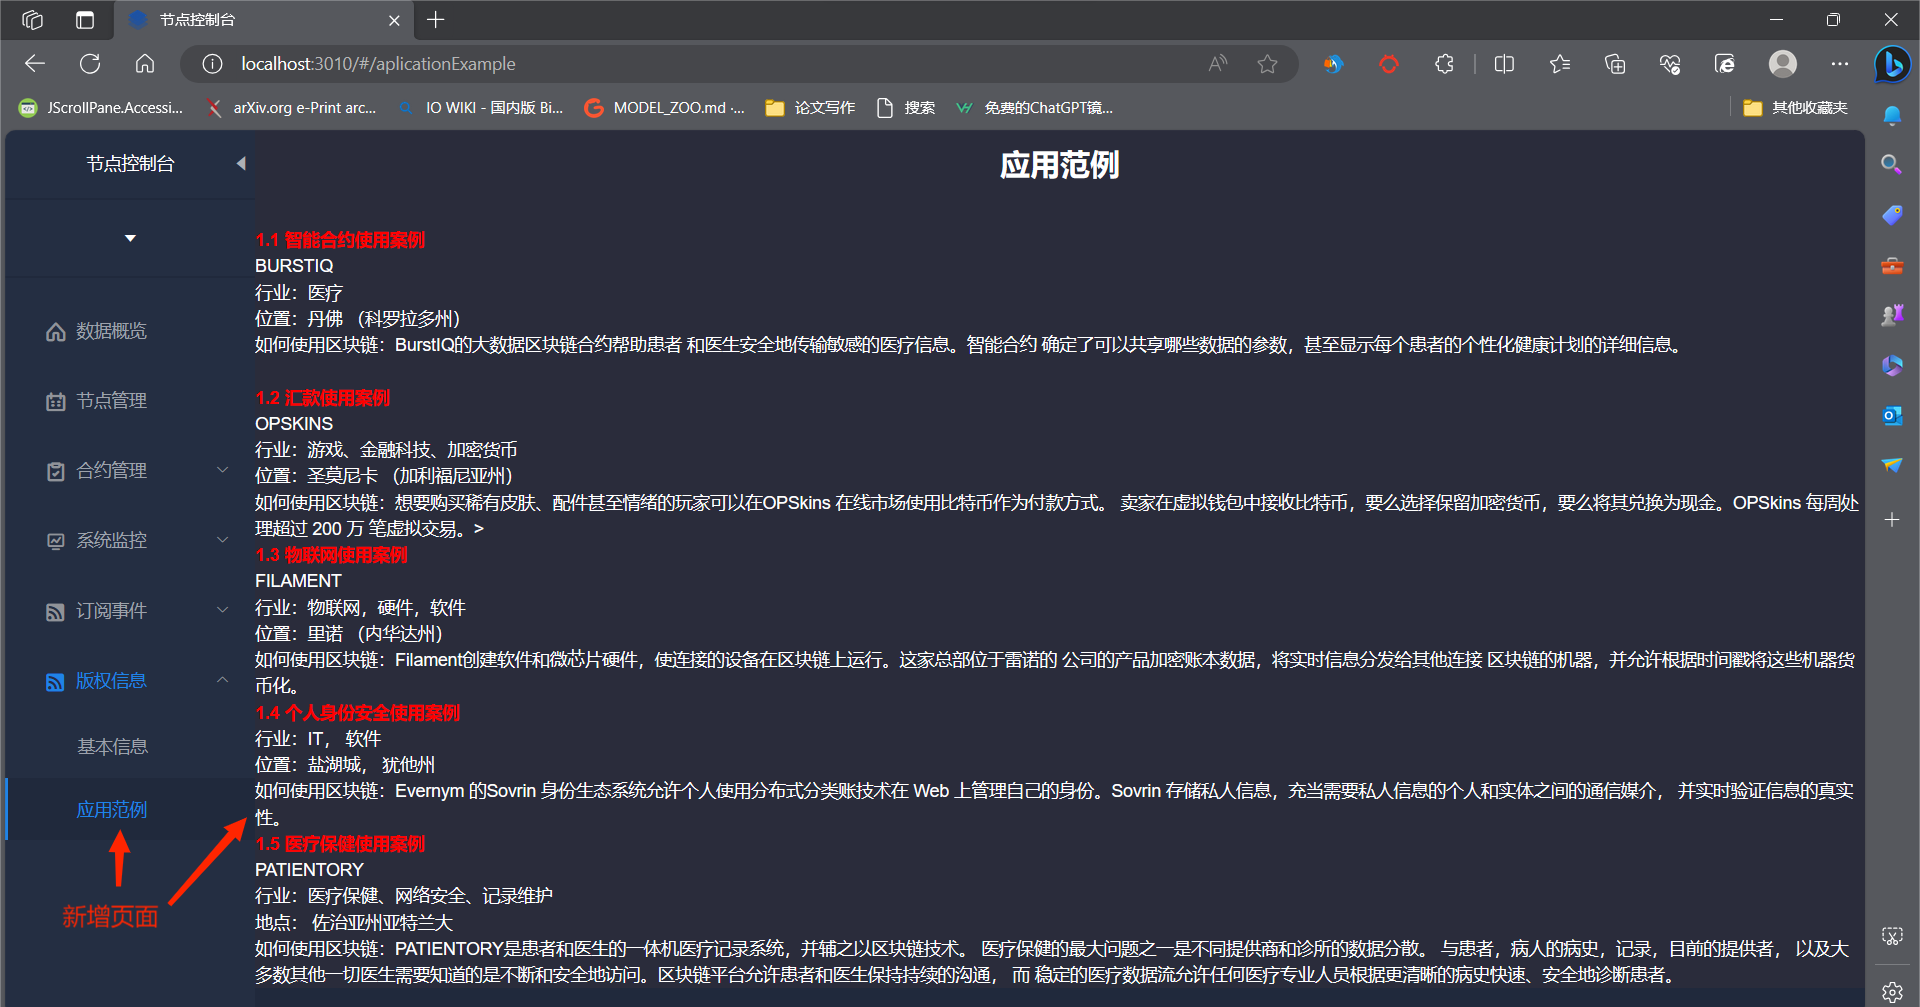 节点控制台
localhost:3010/#/aplicationExample
JScrollPane.Accessi...
arXiv.org e-Print arc...
IO WIKI - 国内版 Bi...
MODEL_ZOO.md ·...
论文写作
搜索
免费的ChatGPT镜...
其他收藏夹
节点控制台
数据概览
节点管理
合约管理
系统监控
订阅事件
版权信息
基本信息
应用范例
新增页面
应用范例
1.1 智能合约使用案例
BURSTIQ
行业：医疗
位置：丹佛 （科罗拉多州）
如何使用区块链：BurstIQ的大数据区块链合约帮助患者 和医生安全地传输敏感的医疗信息。智能合约 确定了可以共享哪些数据的参数，甚至显示每个患者的个性化健康计划的详细信息。
1.2 汇款使用案例
OPSKINS
行业：游戏、金融科技、加密货币
位置：圣莫尼卡 （加利福尼亚州）
如何使用区块链：想要购买稀有皮肤、配件甚至情绪的玩家可以在OPSkins 在线市场使用比特币作为付款方式。 卖家在虚拟钱包中接收比特币，要么选择保留加密货币，要么将其兑换为现金。OPSkins 每周处
理超过 200 万 笔虚拟交易。>
1.3 物联网使用案例
FILAMENT
行业：物联网，硬件，软件
位置：里诺 （内华达州）
如何使用区块链：Filament创建软件和微芯片硬件，使连接的设备在区块链上运行。这家总部位于雷诺的 公司的产品加密账本数据，将实时信息分发给其他连接 区块链的机器，并允许根据时间戳将这些机器货
币化。
1.4 个人身份安全使用案例
行业：IT， 软件
位置：盐湖城， 犹他州
如何使用区块链：Evernym 的Sovrin 身份生态系统允许个人使用分布式分类账技术在 Web 上管理自己的身份。Sovrin 存储私人信息，充当需要私人信息的个人和实体之间的通信媒介， 并实时验证信息的真实
性。
1.5 医疗保健使用案例
PATIENTORY
行业：医疗保健、网络安全、记录维护
地点： 佐治亚州亚特兰大
如何使用区块链：PATIENTORY是患者和医生的一体机医疗记录系统，并辅之以区块链技术。 医疗保健的最大问题之一是不同提供商和诊所的数据分散。 与患者，病人的病史，记录，目前的提供者， 以及大
多数其他一切医生需要知道的是不断和安全地访问。区块链平台允许患者和医生保持持续的沟通， 而 稳定的医疗数据流允许任何医疗专业人员根据更清晰的病史快速、安全地诊断患者。